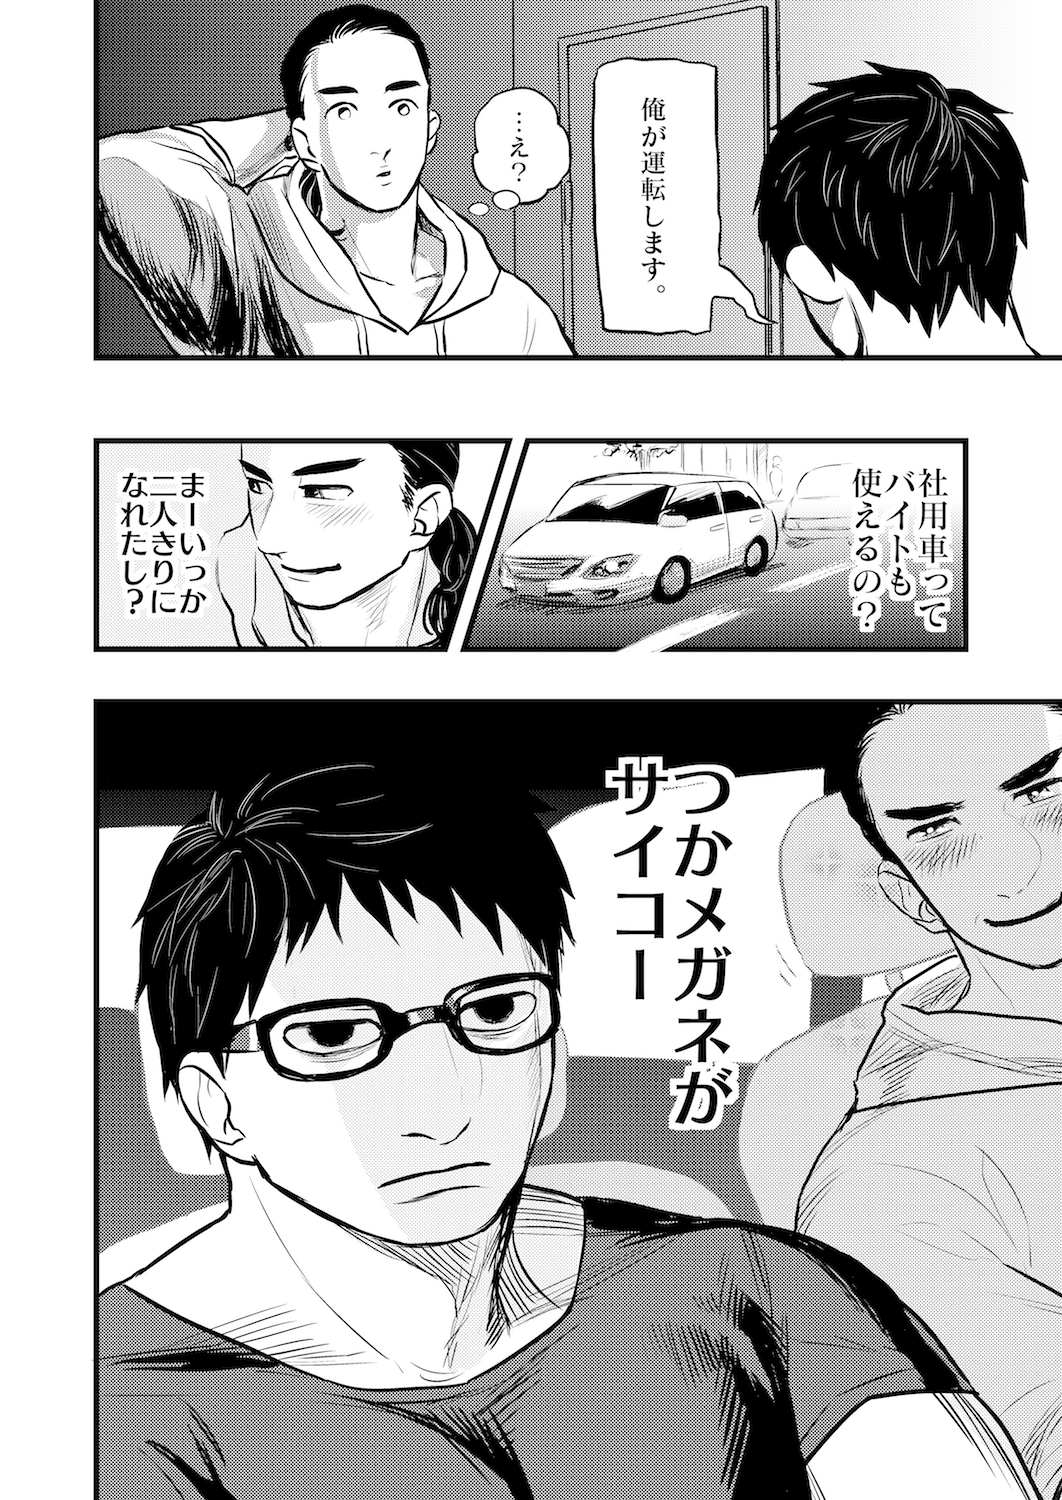 俺が運転します。
…え？
社用車って
バイトも
使えるの？
まーいっか
二人きりに
なれたし？
つかメガネが
サイコー